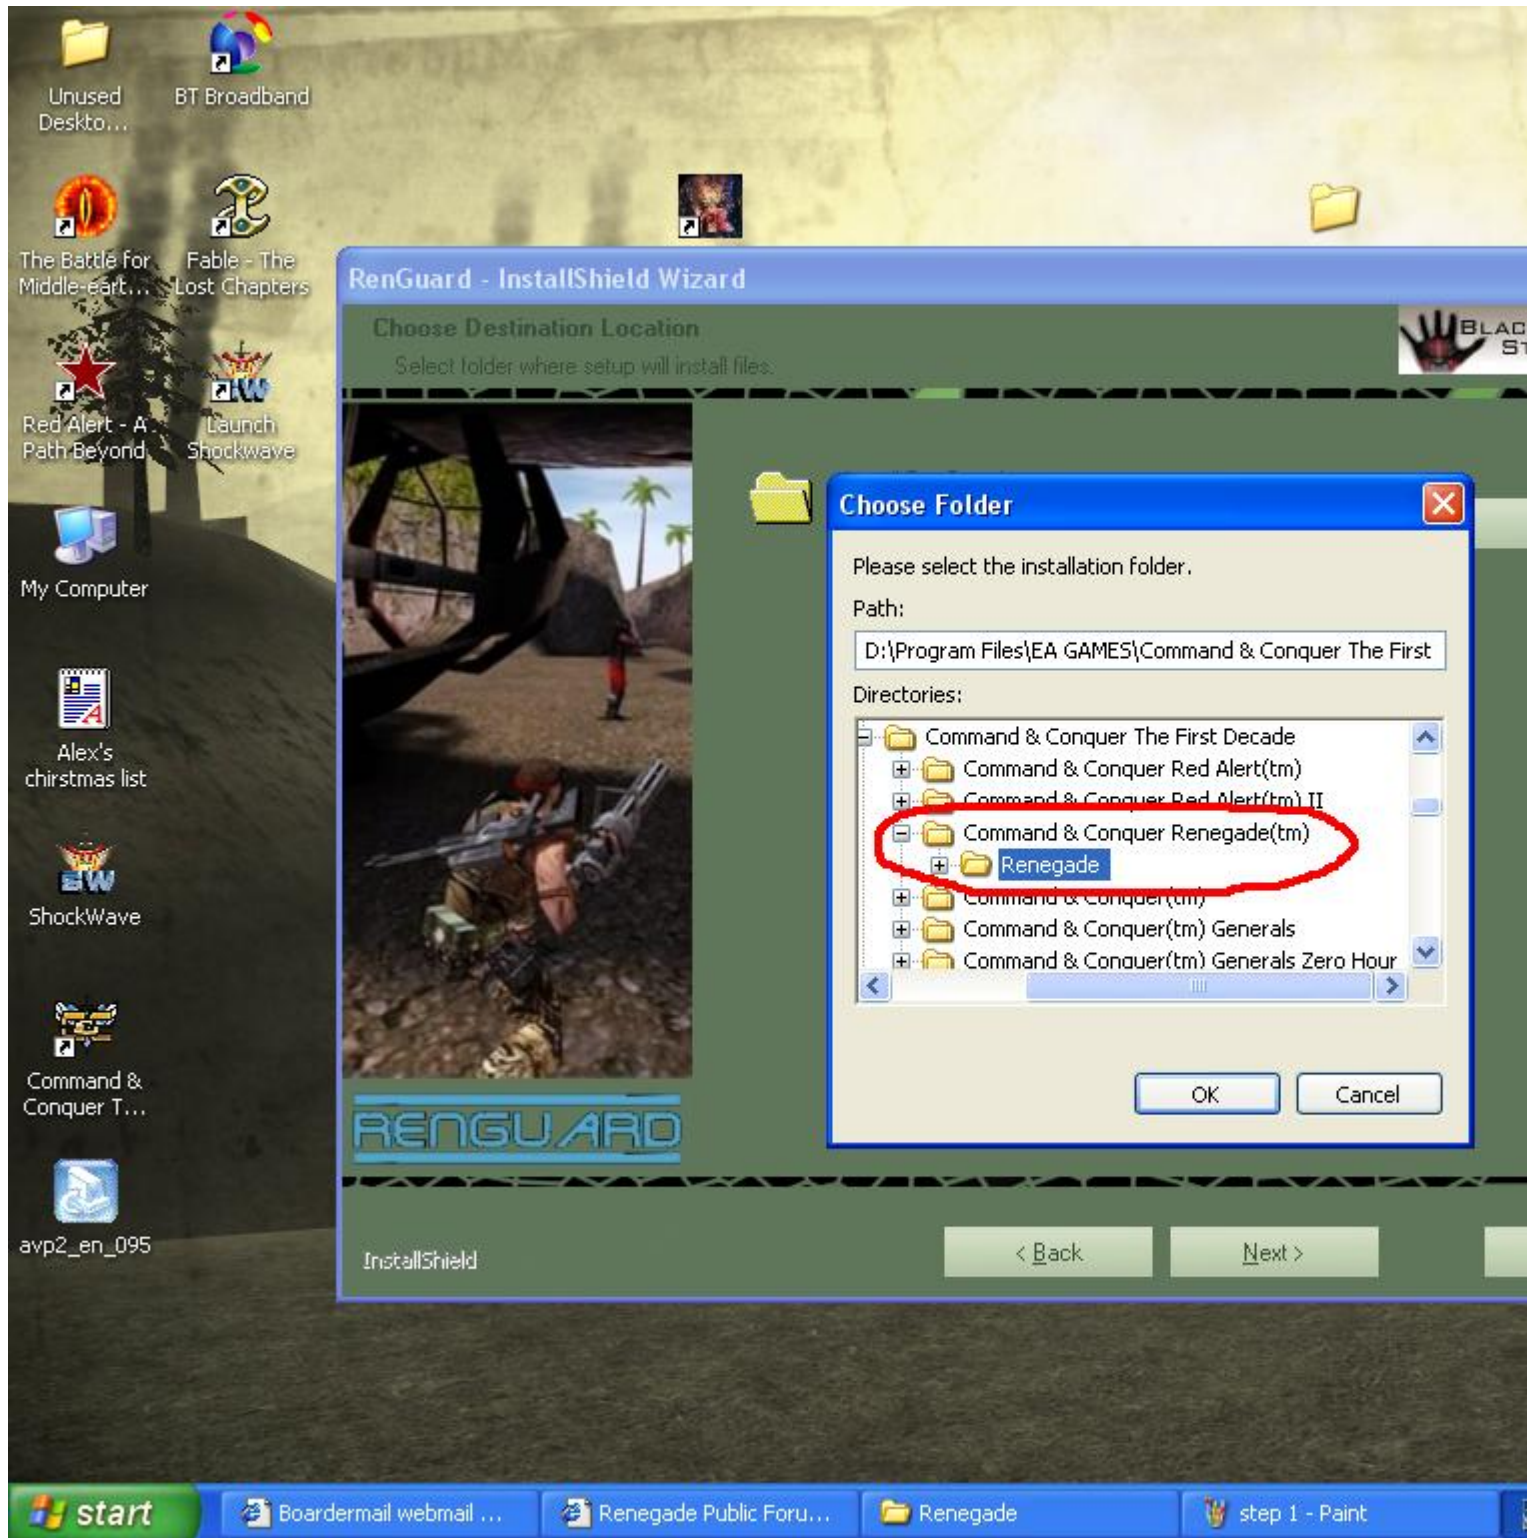 Unused
Deskto...
BT Broadband
The Battle for
Middle-eart...
Fable - The
Lost Chapters
Red Alert - A
Path Beyond
Launch
Shockwave
My Computer
Alex's
chirstmas list
ShockWave
Command &
Conquer T...
avp2_en_095
RenGuard - InstallShield Wizard
Choose Destination Location
Select folder where setup will install files.
BLAC
ST
Choose Folder
Please select the installation folder.
Path:
D:\Program Files\EA GAMES\Command & Conquer The First
Directories:
Command & Conquer The First Decade
Command & Conquer Red Alert(tm)
Command & Conquer Red Alert(tm) II
Command & Conquer Renegade(tm)
Renegade
Command & Conquer(tm)
Command & Conquer(tm) Generals
Command & Conquer(tm) Generals Zero Hour
OK
Cancel
RENGUARD
InstallShield
< Back
Next >
start
Boardermail webmail ...
Renegade Public Foru...
Renegade
step 1 - Paint